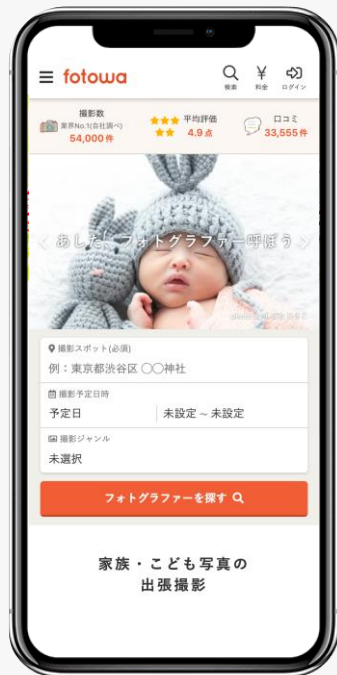 fotowa
検索
料金
ログイン
撮影数
業界No.1(自社調べ)
54,000件
平均評価
4.9点
口コミ
33,555件
あした、フォトグラファー呼ぼう
撮影スポット(必須)
例：東京都渋谷区 〇〇神社
撮影予定日時
予定日
未設定 ~ 未設定
撮影ジャンル
未選択
フォトグラファーを探す
家族・こども写真の
出張撮影